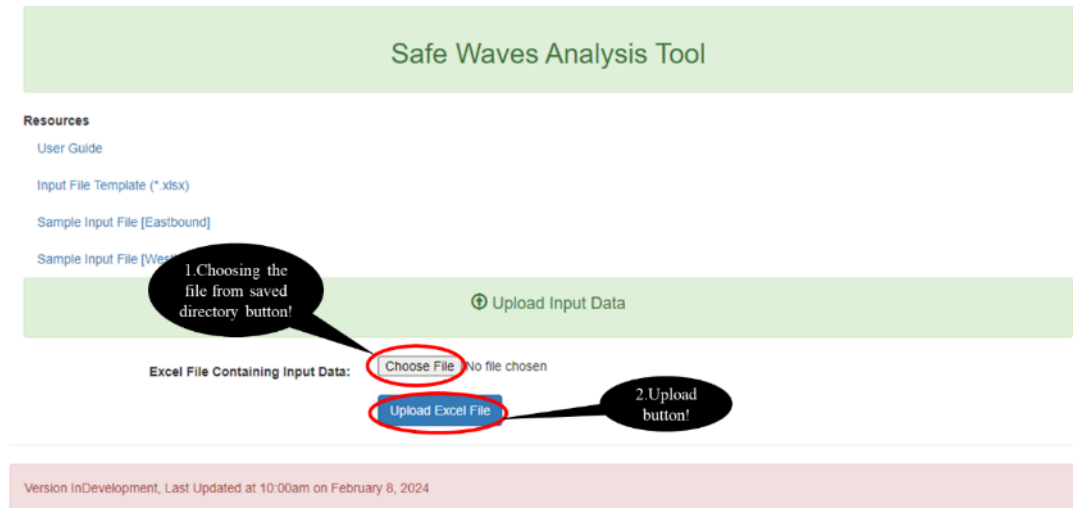 Safe Waves Analysis Tool
Resources
User Guide
Input File Template (*.xlsx)
Sample Input File [Eastbound]
Sample Input File [West
1.Choosing the
file from saved
directory button!
Upload Input Data
Excel File Containing Input Data:
Choose File No file chosen
Upload Excel File
2.Upload
button!
Version InDevelopment, Last Updated at 10:00am on February 8, 2024